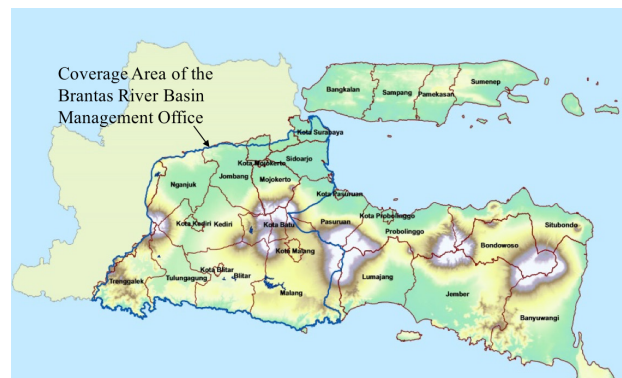 Coverage Area of the
Brantas River Basin
Management Office
Bangkalan
Sampang
Pamekasan
Sumenep
Kota Surabaya
Kota Mojokerto
Sidoarjo
Jombang
Mojokerto
Nganjuk
Kota Pasuruan
Kota Kediri
Kediri
Kota Batu
Pasuruan
Kota Probolinggo
Probolinggo
Situbondo
Bondowoso
Kota Malang
Kota Blitar
Blitar
Trenggalek
Tulungagung
Malang
Lumajang
Jember
Banyuwangi